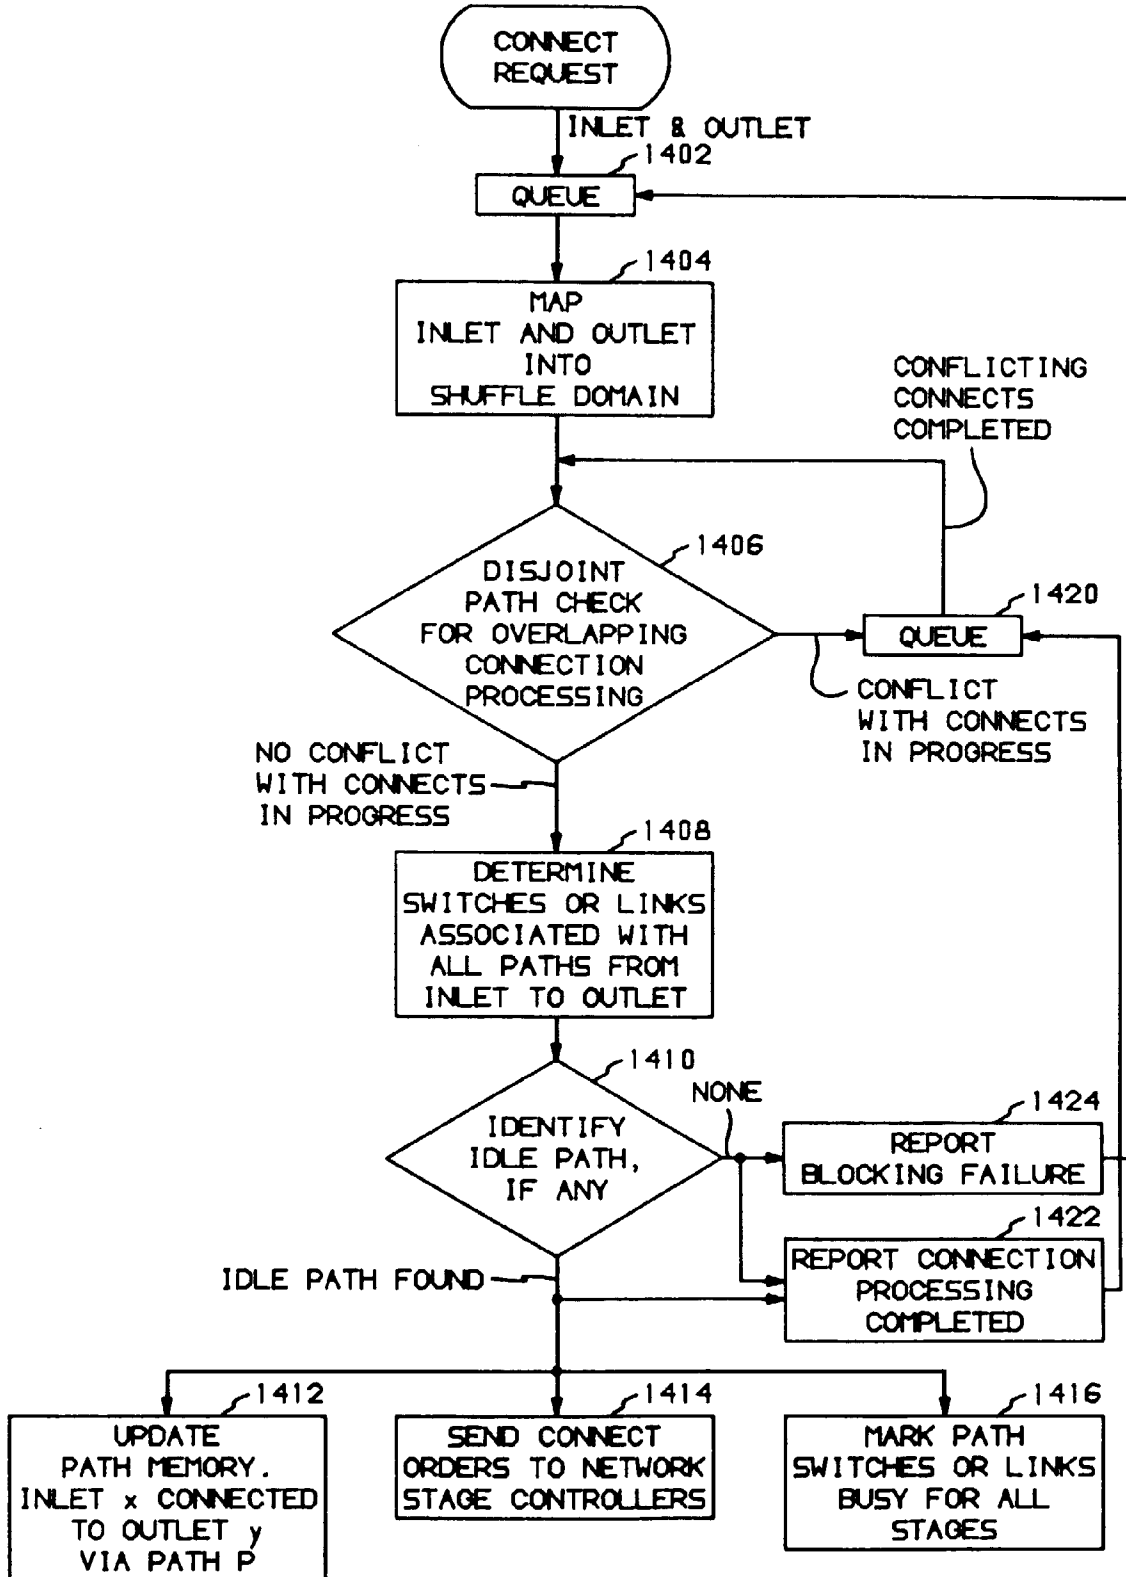 CONNECT
REQUEST
INLET & OUTLET
1402
QUEUE
1404
MAP
INLET AND OUTLET
INTO
SHUFFLE DOMAIN
CONFLICTING
CONNECTS
COMPLETED
1406
DISJOINT
PATH CHECK
FOR OVERLAPPING
CONNECTION
PROCESSING
1420
QUEUE
CONFLICT
WITH CONNECTS
IN PROGRESS
NO CONFLICT
WITH CONNECTS
IN PROGRESS
1408
DETERMINE
SWITCHES OR LINKS
ASSOCIATED WITH
ALL PATHS FROM
INLET TO OUTLET
1410
IDENTIFY
IDLE PATH,
IF ANY
NONE
1424
REPORT
BLOCKING FAILURE
1422
REPORT CONNECTION
PROCESSING
COMPLETED
IDLE PATH FOUND
1412
UPDATE
PATH MEMORY.
INLET x CONNECTED
TO OUTLET y
VIA PATH P
1414
SEND CONNECT
ORDERS TO NETWORK
STAGE CONTROLLERS
1416
MARK PATH
SWITCHES OR LINKS
BUSY FOR ALL
STAGES